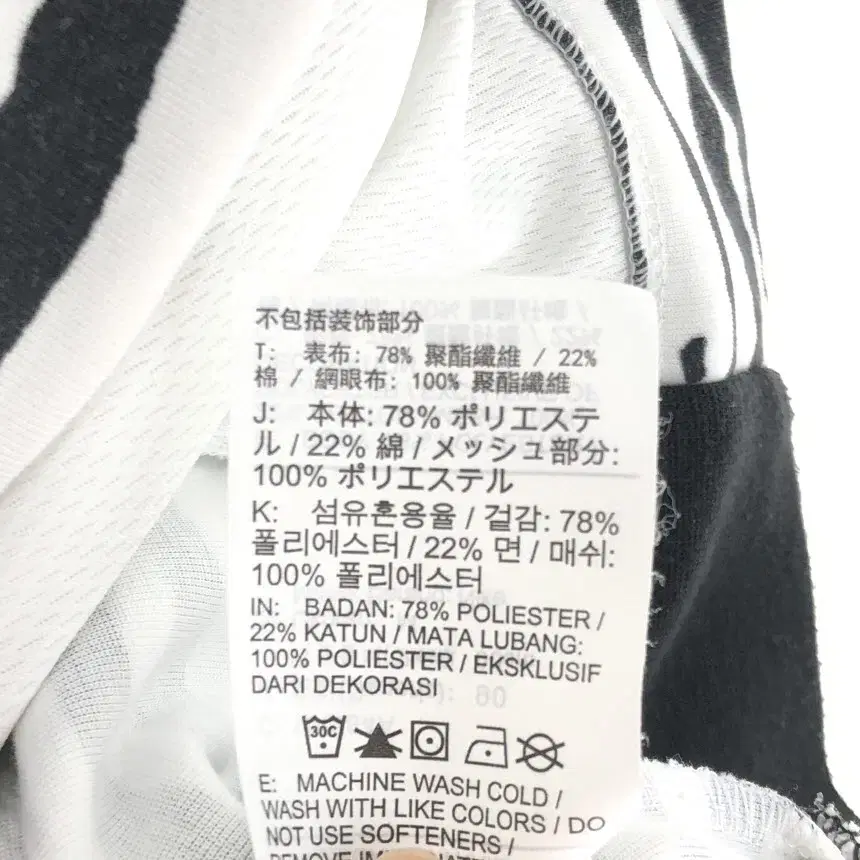 不包括装饰部分
T: 表布: 78% 聚酯纖維 / 22%
棉 / 網眼布: 100% 聚酯纖維
J: 本体: 78% ポリエステ
ル / 22% 綿 / メッシュ部分:
100% ポリエステル
K: 섬유혼용율 / 겉감: 78%
폴리에스터 / 22% 면 / 매쉬:
100% 폴리에스터
IN: BADAN: 78% POLIESTER /
22% KATUN / MATA LUBANG:
100% POLIESTER / EKSKLUSIF
DARI DEKORASI
30C
E: MACHINE WASH COLD /
WASH WITH LIKE COLORS / DO
NOT USE SOFTENERS /
REMOVE